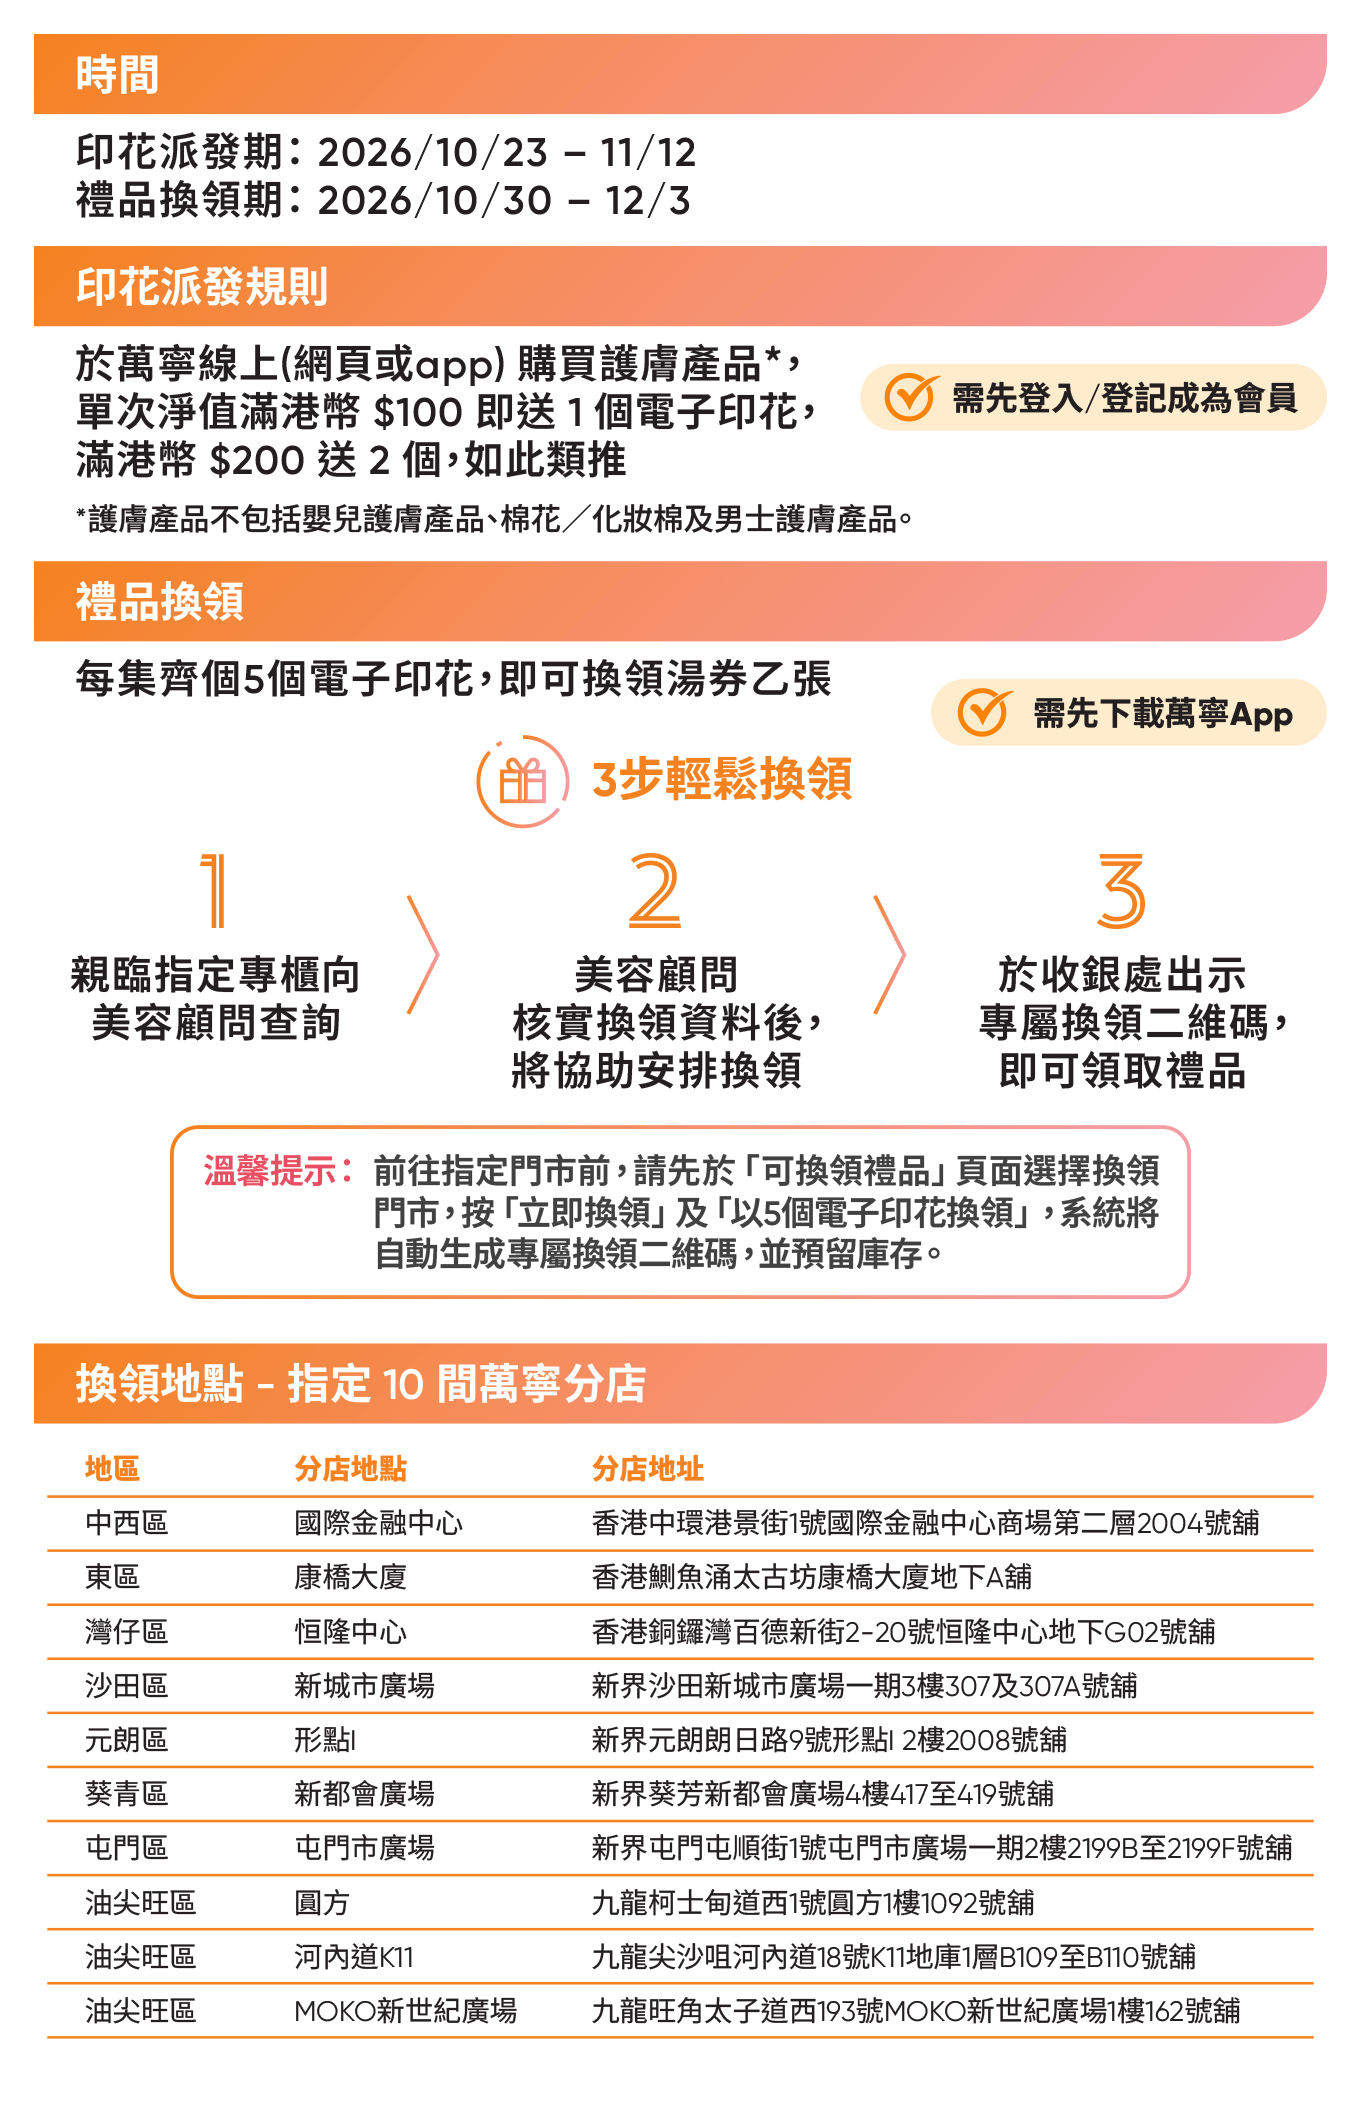 時間
印花派發期：2026/10/23 – 11/12
禮品換領期：2026/10/30 – 12/3
印花派發規則
於萬寧線上(網頁或app) 購買護膚產品*，
單次淨值滿港幣 $100 即送 1 個電子印花，
滿港幣 $200 送 2 個，如此類推
需先登入/登記成為會員
*護膚產品不包括嬰兒護膚產品、棉花／化妝棉及男士護膚產品。
禮品換領
每集齊個5個電子印花，即可換領湯券乙張
需先下載萬寧App
3步輕鬆換領
1
親臨指定專櫃向
美容顧問查詢
2
美容顧問
核實換領資料後，
將協助安排換領
3
於收銀處出示
專屬換領二維碼，
即可領取禮品
溫馨提示：前往指定門市前，請先於「可換領禮品」頁面選擇換領
門市，按「立即換領」及「以5個電子印花換領」，系統將
自動生成專屬換領二維碼，並預留庫存。
換領地點 - 指定 10 間萬寧分店
地區 分店地點 分店地址
中西區 國際金融中心 香港中環港景街1號國際金融中心商場第二層2004號舖
東區 康橋大廈 香港鰂魚涌太古坊康橋大廈地下A舖
灣仔區 恒隆中心 香港銅鑼灣百德新街2-20號恒隆中心地下G02號舖
沙田區 新城市廣場 新界沙田新城市廣場一期3樓307及307A號舖
元朗區 形點I 新界元朗朗日路9號形點I 2樓2008號舖
葵青區 新都會廣場 新界葵芳新都會廣場4樓417至419號舖
屯門區 屯門市廣場 新界屯門屯順街1號屯門市廣場一期2樓2199B至2199F號舖
油尖旺區 圓方 九龍柯士甸道西1號圓方1樓1092號舖
油尖旺區 河內道K11 九龍尖沙咀河內道18號K11地庫1層B109至B110號舖
油尖旺區 MOKO新世紀廣場 九龍旺角太子道西193號MOKO新世紀廣場1樓162號舖